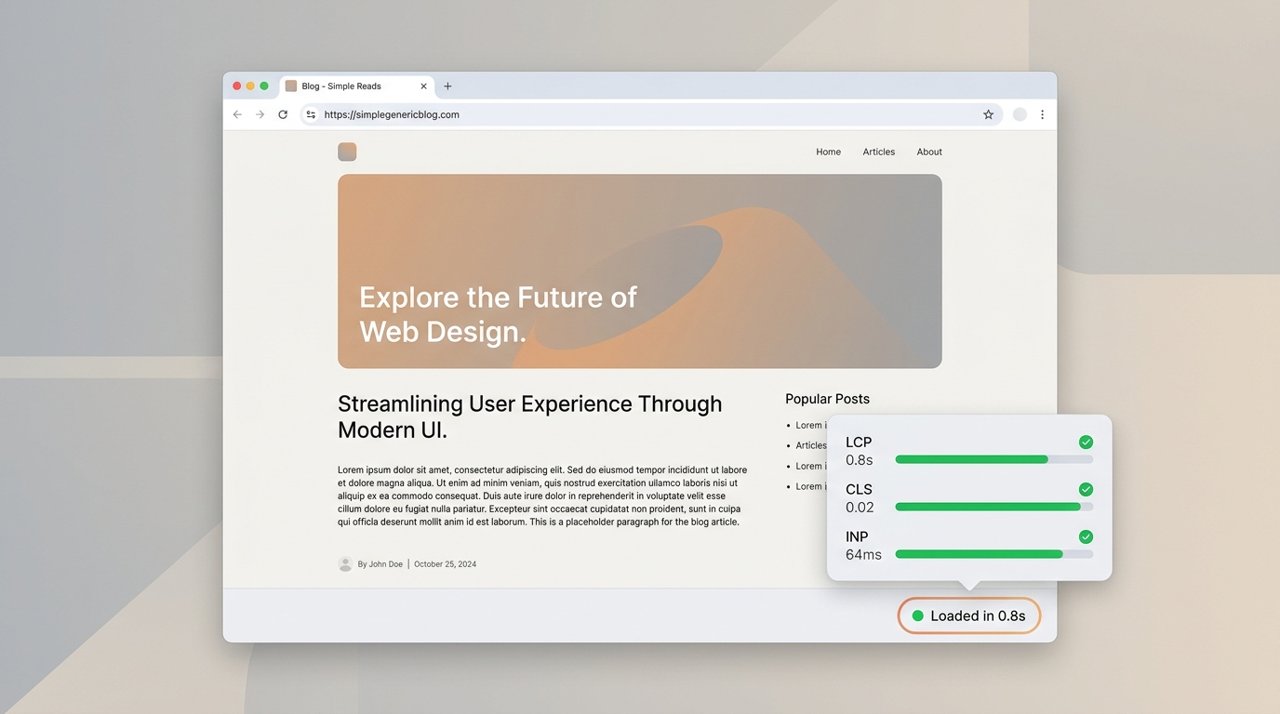 Blog - Simple Reads
https://simplegenericblog.com
Home Articles About
Explore the Future of
Web Design.
Streamlining User Experience Through
Modern UI.
Lorem ipsum dolor sit amet, consectetur adipiscing elit. Sed do eiusmod tempor incididunt ut labore
et dolore magna aliqua. Ut enim ad minim veniam, quis nostrud exercitation ullamco laboris nisi ut
aliquip ex ea commodo consequat. Duis aute irure dolor in reprehenderit in voluptate velit esse
cillum dolore eu fugiat nulla pariatur. Excepteur sint occaecat cupidatat non proident, sunt in cuipa
qui officla deserunt mollit anim id est laborum. This is a placeholder paragraph for the blog article.
By John Doe | October 25, 2024
Popular Posts
• Lorem i
• Articles
• Lorem i
• Lorem i
LCP
0.8s
CLS
0.02
INP
64ms
Loaded in 0.8s